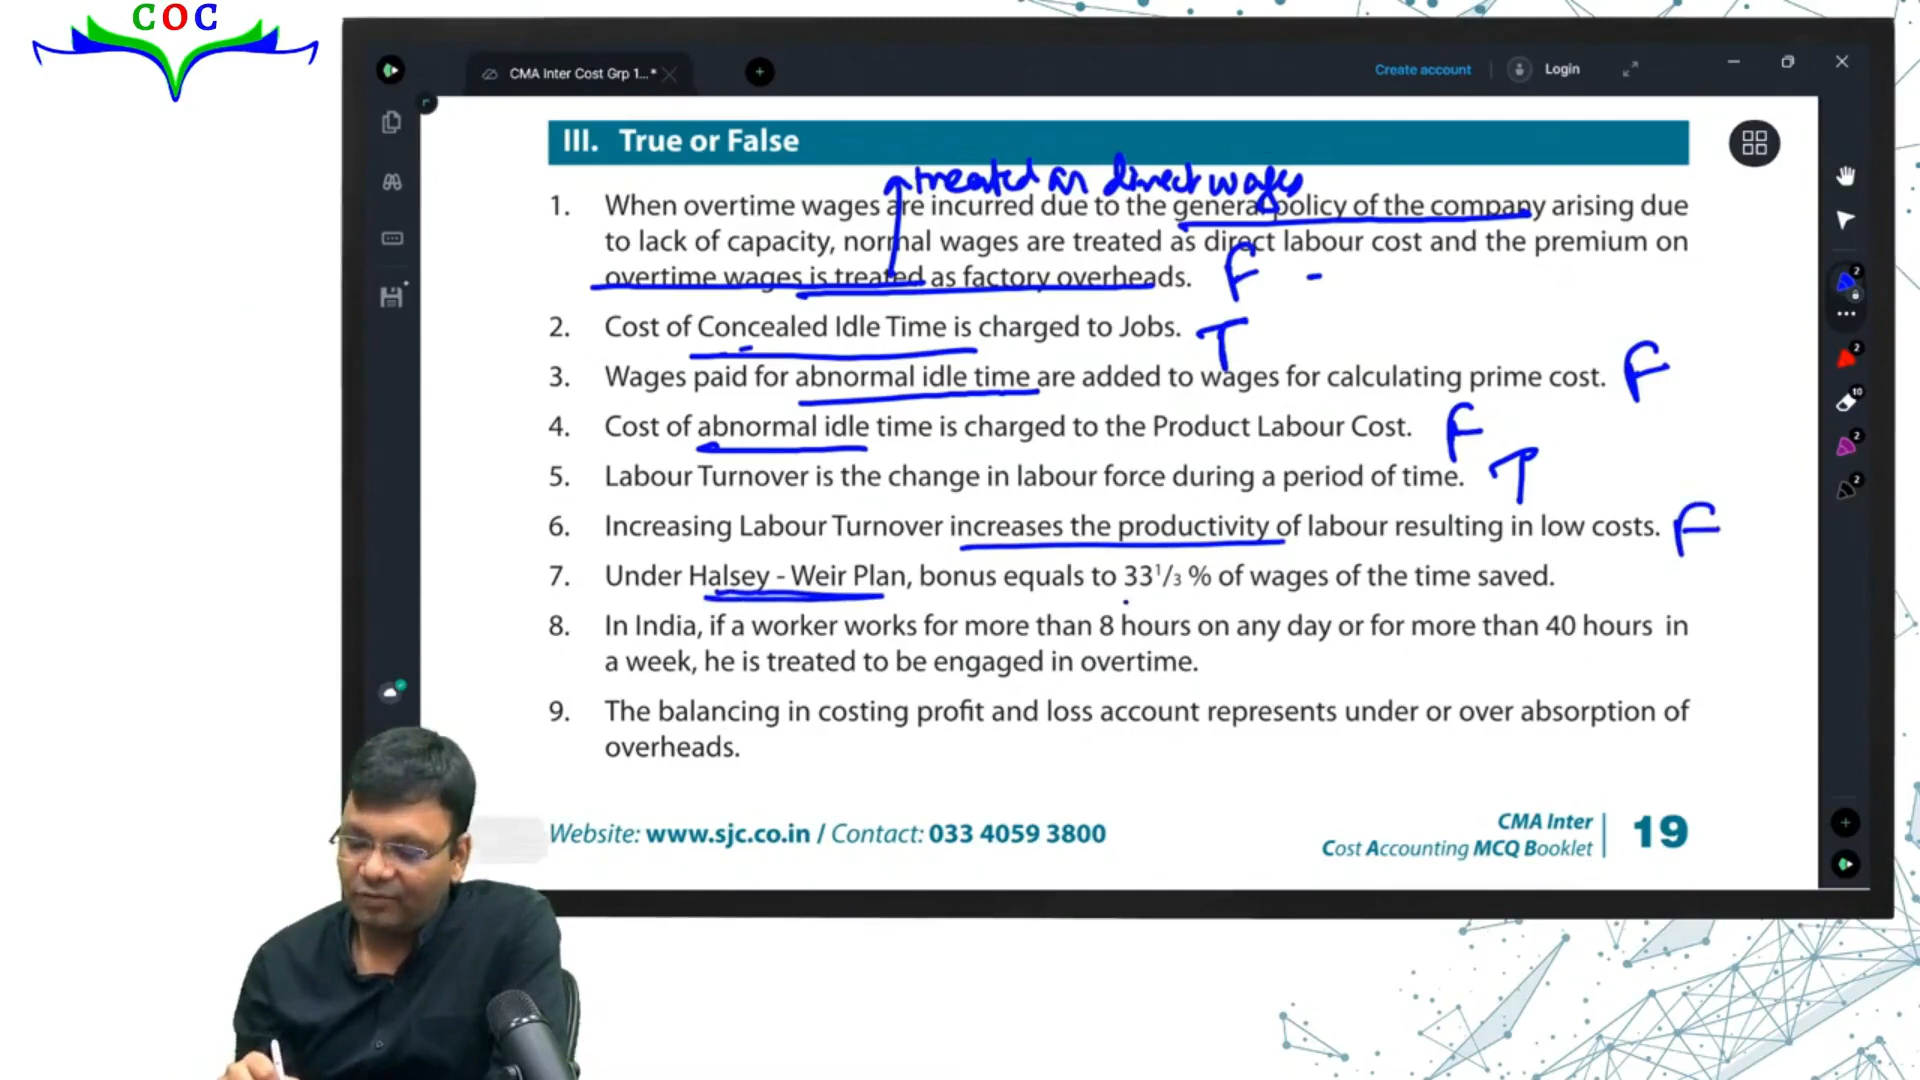 COC
CMA Inter Cost Grp 1...*
Create account
Login
III. True or False
treated as direct wages
1. When overtime wages are incurred due to the general policy of the company arising due
to lack of capacity, normal wages are treated as direct labour cost and the premium on
overtime wages is treated as factory overheads. F -
2. Cost of Concealed Idle Time is charged to Jobs. T
3. Wages paid for abnormal idle time are added to wages for calculating prime cost. F
4. Cost of abnormal idle time is charged to the Product Labour Cost. F
5. Labour Turnover is the change in labour force during a period of time. T
6. Increasing Labour Turnover increases the productivity of labour resulting in low costs. F
7. Under Halsey - Weir Plan, bonus equals to 33¹/₃ % of wages of the time saved.
8. In India, if a worker works for more than 8 hours on any day or for more than 40 hours in
a week, he is treated to be engaged in overtime.
9. The balancing in costing profit and loss account represents under or over absorption of
overheads.
Website: www.sjc.co.in / Contact: 033 4059 3800
CMA Inter
Cost Accounting MCQ Booklet
19
2
2
10
2
2